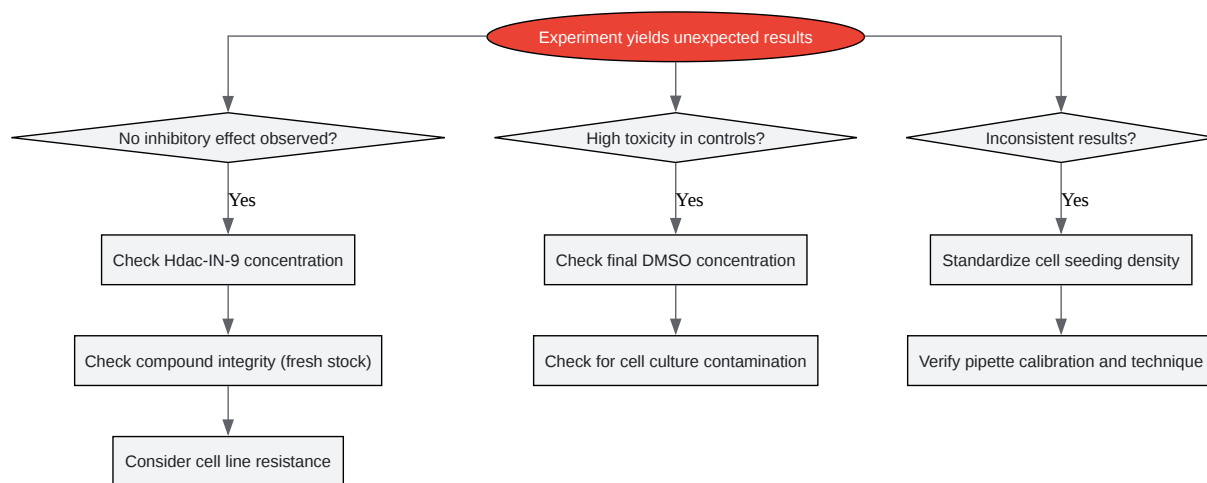 Experiment yields unexpected results
No inhibitory effect observed?
High toxicity in controls?
Inconsistent results?
Yes
Yes
Yes
Check Hdac-IN-9 concentration
Check final DMSO concentration
Standardize cell seeding density
Check compound integrity (fresh stock)
Check for cell culture contamination
Verify pipette calibration and technique
Consider cell line resistance